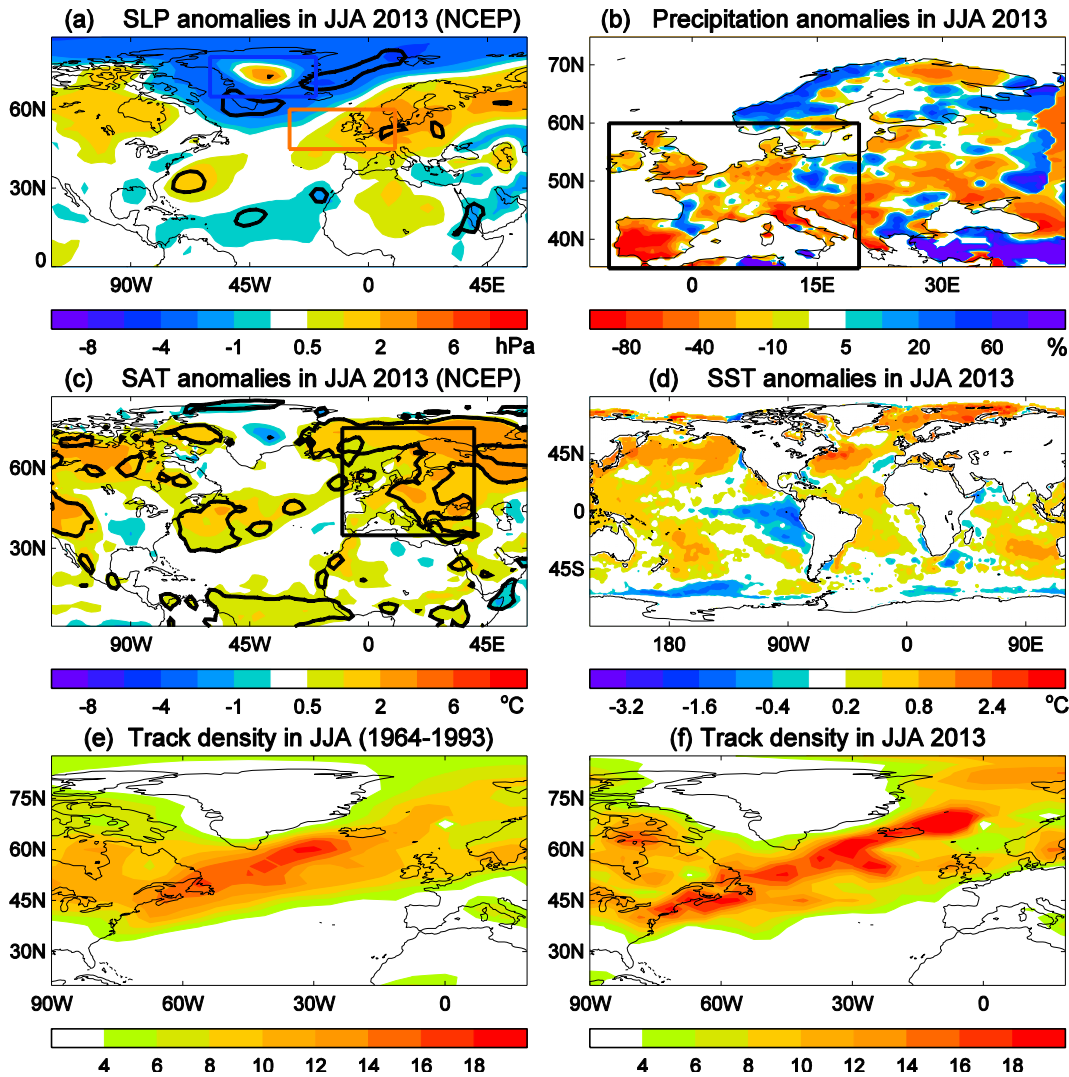 (a) SLP anomalies in JJA 2013 (NCEP)
60N
30N
0
90W 45W 0 45E
-8 -4 -1 0.5 2 6 hPa
(b) Precipitation anomalies in JJA 2013
70N
60N
50N
40N
0 15E 30E
-80 -40 -10 5 20 60 %
(c) SAT anomalies in JJA 2013 (NCEP)
60N
30N
90W 45W 0 45E
-8 -4 -1 0.5 2 6 °C
(d) SST anomalies in JJA 2013
45N
0
45S
180 90W 0 90E
-3.2 -1.6 -0.4 0.2 0.8 2.4 °C
(e) Track density in JJA (1964-1993)
75N
60N
45N
30N
90W 60W 30W 0
4 6 8 10 12 14 16 18
(f) Track density in JJA 2013
75N
60N
45N
30N
90W 60W 30W 0
4 6 8 10 12 14 16 18